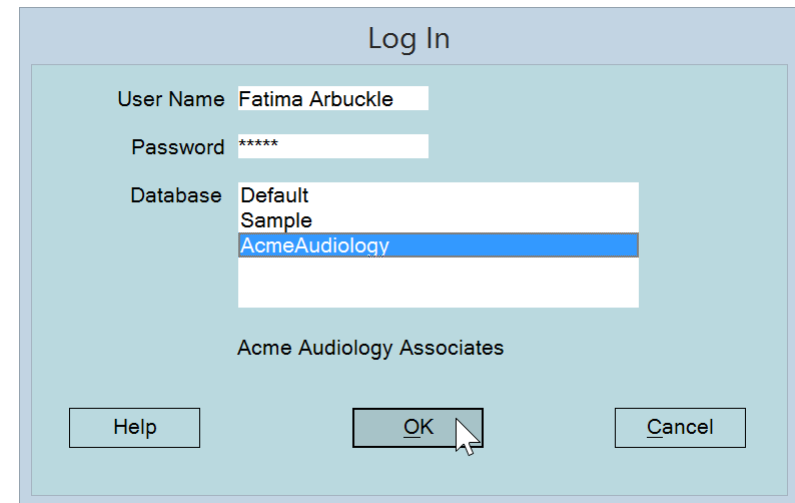 Log In
User Name Fatima Arbuckle
Password *****
Database Default
Sample
AcmeAudiology
Acme Audiology Associates
Help OK Cancel